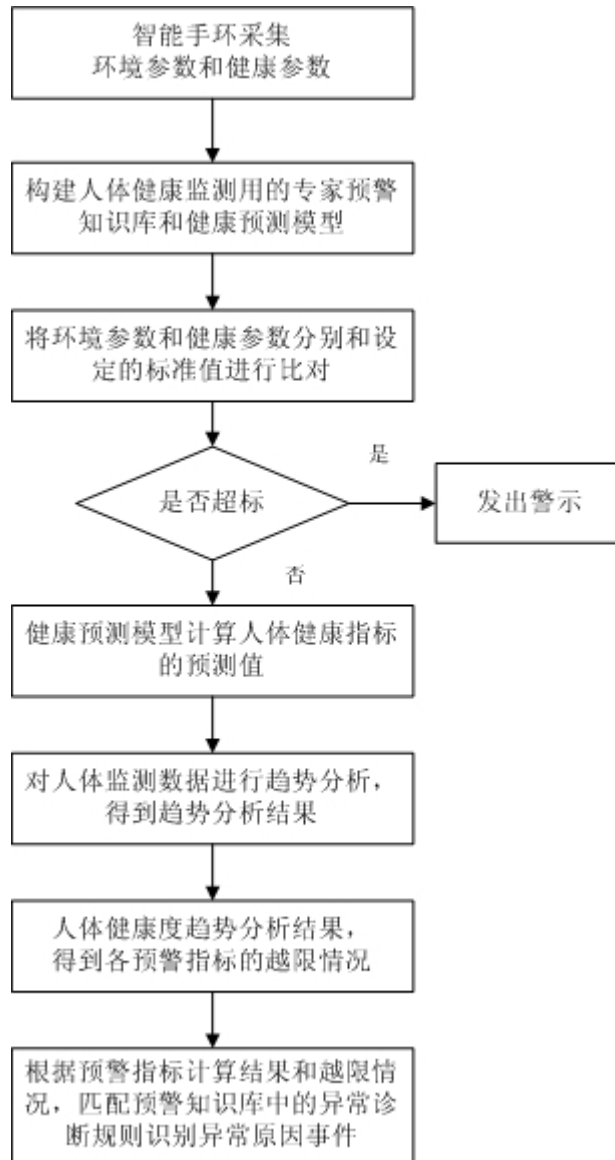 智能手环采集
环境参数和健康参数
构建人体健康监测用的专家预警
知识库和健康预测模型
将环境参数和健康参数分别和设
定的标准值进行比对
是否超标
是
发出警示
否
健康预测模型计算人体健康指标
的预测值
对人体监测数据进行趋势分析，
得到趋势分析结果
人体健康度趋势分析结果，
得到各预警指标的越限情况
根据预警指标计算结果和越限情
况，匹配预警知识库中的异常诊
断规则识别异常原因事件